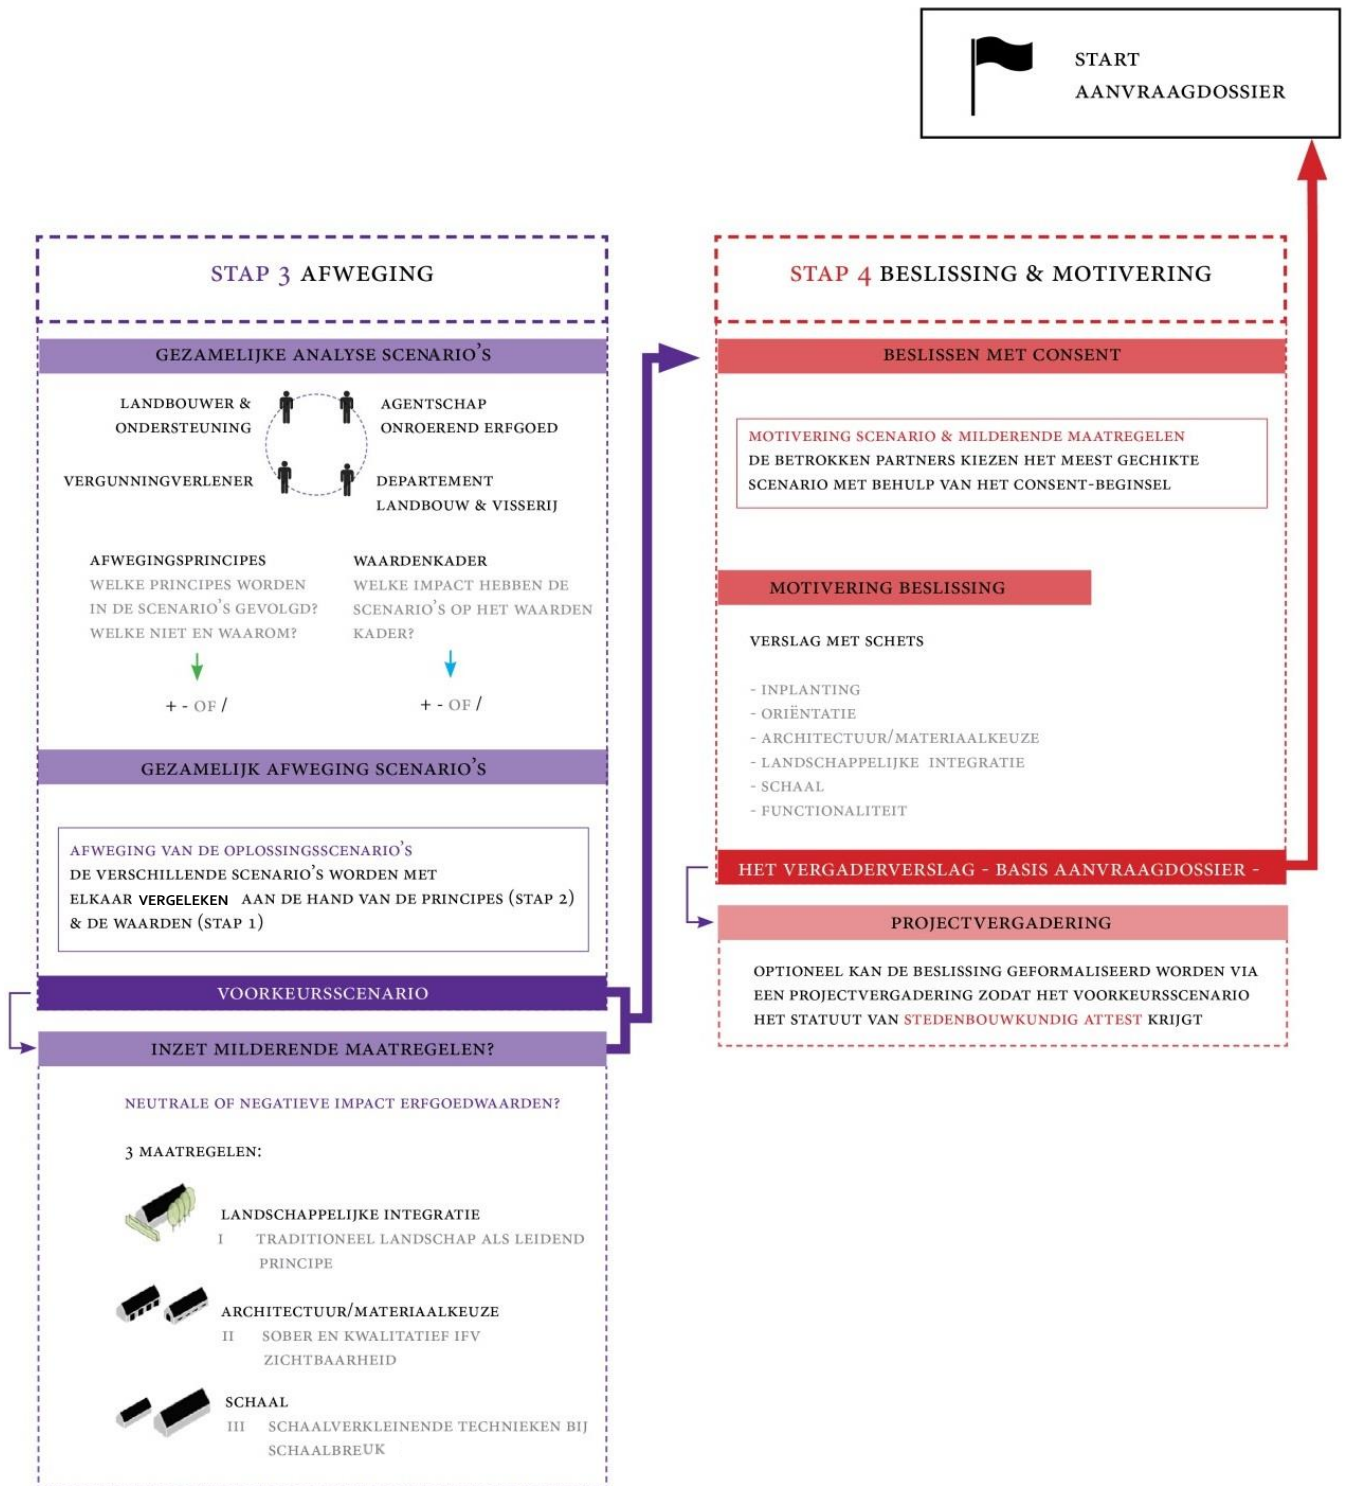 START
AANVRAAGDOSSIER
STAP 3 AFWEGING
GEZAMELIJKE ANALYSE SCENARIO'S
LANDBOUWER &
ONDERSTEUNING
AGENTSCHAP
ONROEREND ERFGOED
VERGUNNINGVERLENER
DEPARTEMENT
LANDBOUW & VISSERIJ
AFWEGINGSPRINCIPES
WELKE PRINCIPES WORDEN
IN DE SCENARIO'S GEVOLGD?
WELKE NIET EN WAAROM?
+ - OF /
WAARDENKADER
WELKE IMPACT HEBBEN DE
SCENARIO'S OP HET WAARDEN
KADER?
+ - OF /
GEZAMELIJK AFWEGING SCENARIO'S
AFWEGING VAN DE OPLOSSINGSSCENARIO'S
DE VERSCHILLENDE SCENARIO'S WORDEN MET
ELKAAR VERGELEKEN AAN DE HAND VAN DE PRINCIPES (STAP 2)
& DE WAARDEN (STAP 1)
VOORKEURSSCENARIO
INZET MILDERENDE MAATREGELEN?
NEUTRALE OF NEGATIEVE IMPACT ERFGOEDWAARDEN?
3 MAATREGELEN:
LANDSCHAPPELIJKE INTEGRATIE
I TRADITIONEEL LANDSCHAP ALS LEIDEND
PRINCIPE
ARCHITECTUUR/MATERIAALKEUZE
II SOBER EN KWALITATIEF IFV
ZICHTBAARHEID
SCHAAL
III SCHAALVERKLEINENDE TECHNIEKEN BIJ
SCHAALBREUK
STAP 4 BESLISSING & MOTIVERING
BESLISSEN MET CONSENT
MOTIVERING SCENARIO & MILDERENDE MAATREGELEN
DE BETROKKEN PARTNERS KIEZEN HET MEEST GECHIKTE
SCENARIO MET BEHULP VAN HET CONSENT-BEGINSEL
MOTIVERING BESLISSING
VERSLAG MET SCHETS
- INPLANTING
- ORIËNTATIE
- ARCHITECTUUR/MATERIAALKEUZE
- LANDSCHAPPELIJKE INTEGRATIE
- SCHAAL
- FUNCTIONALITEIT
HET VERGADERVERSLAG - BASIS AANVRAAGDOSSIER -
PROJECTVERGADERING
OPTIONEEL KAN DE BESLISSING GEFORMALISEERD WORDEN VIA
EEN PROJECTVERGADERING ZODAT HET VOORKEURSSCENARIO
HET STATUUT VAN STEDENBOUWKUNDIG ATTEST KRIJGT